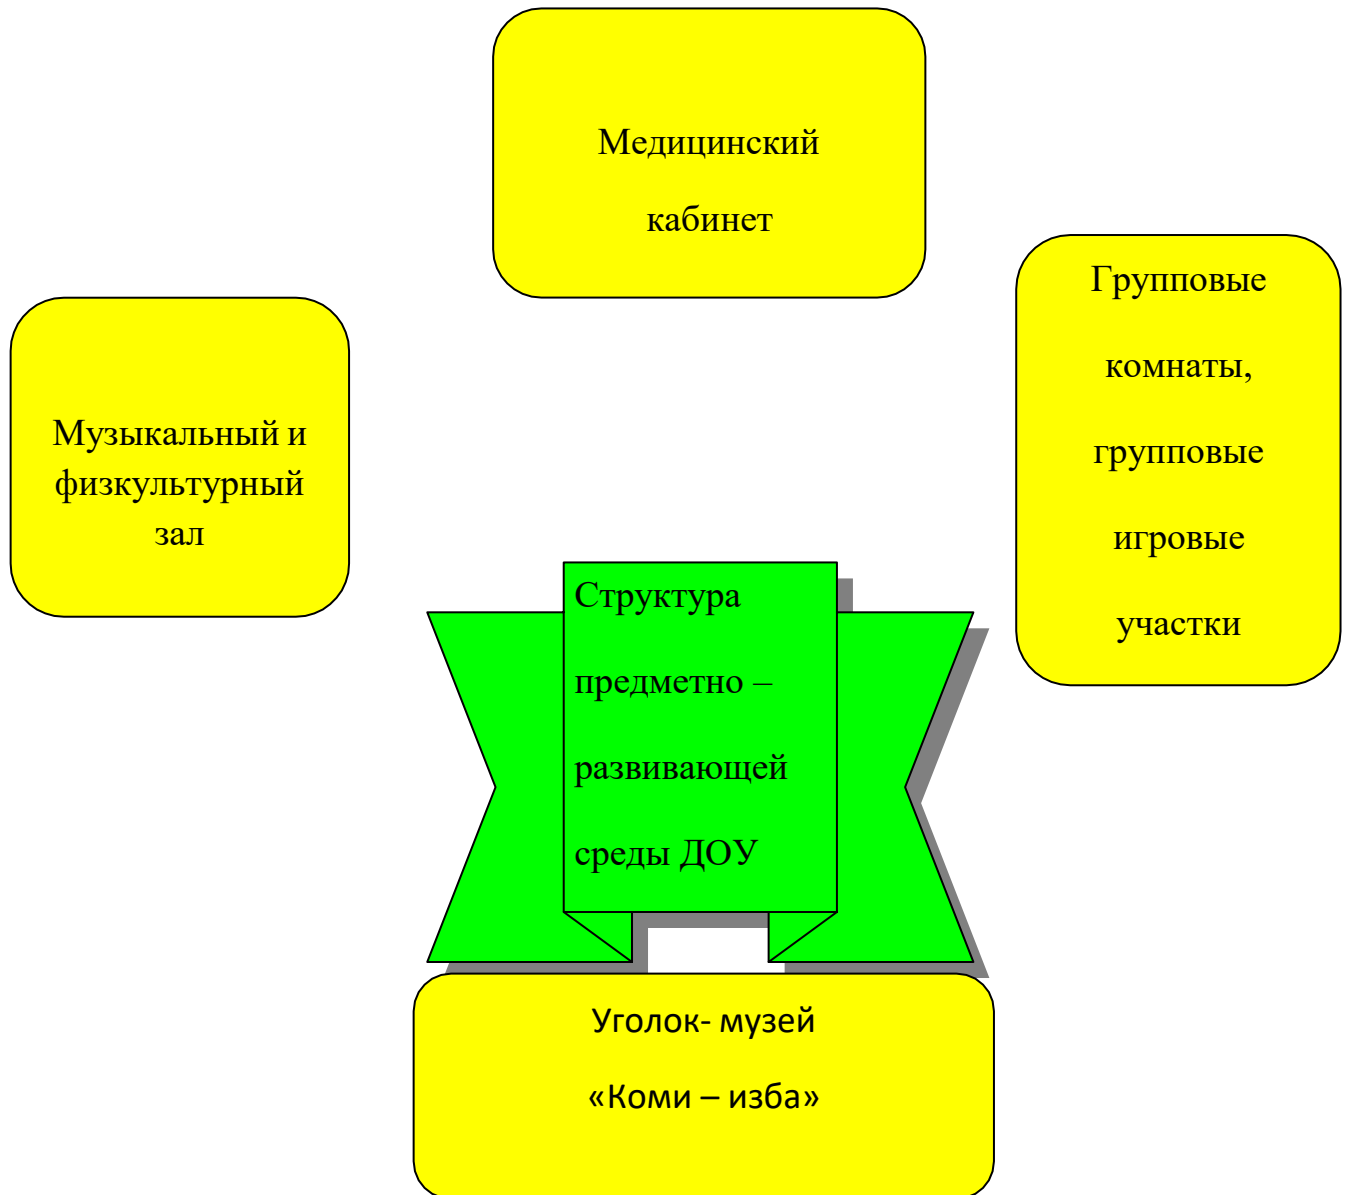 Медицинский
кабинет
Групповые
комнаты,
групповые
игровые
участки
Музыкальный и
физкультурный
зал
Структура
предметно –
развивающей
среды ДОУ
Уголок- музей
«Коми – изба»